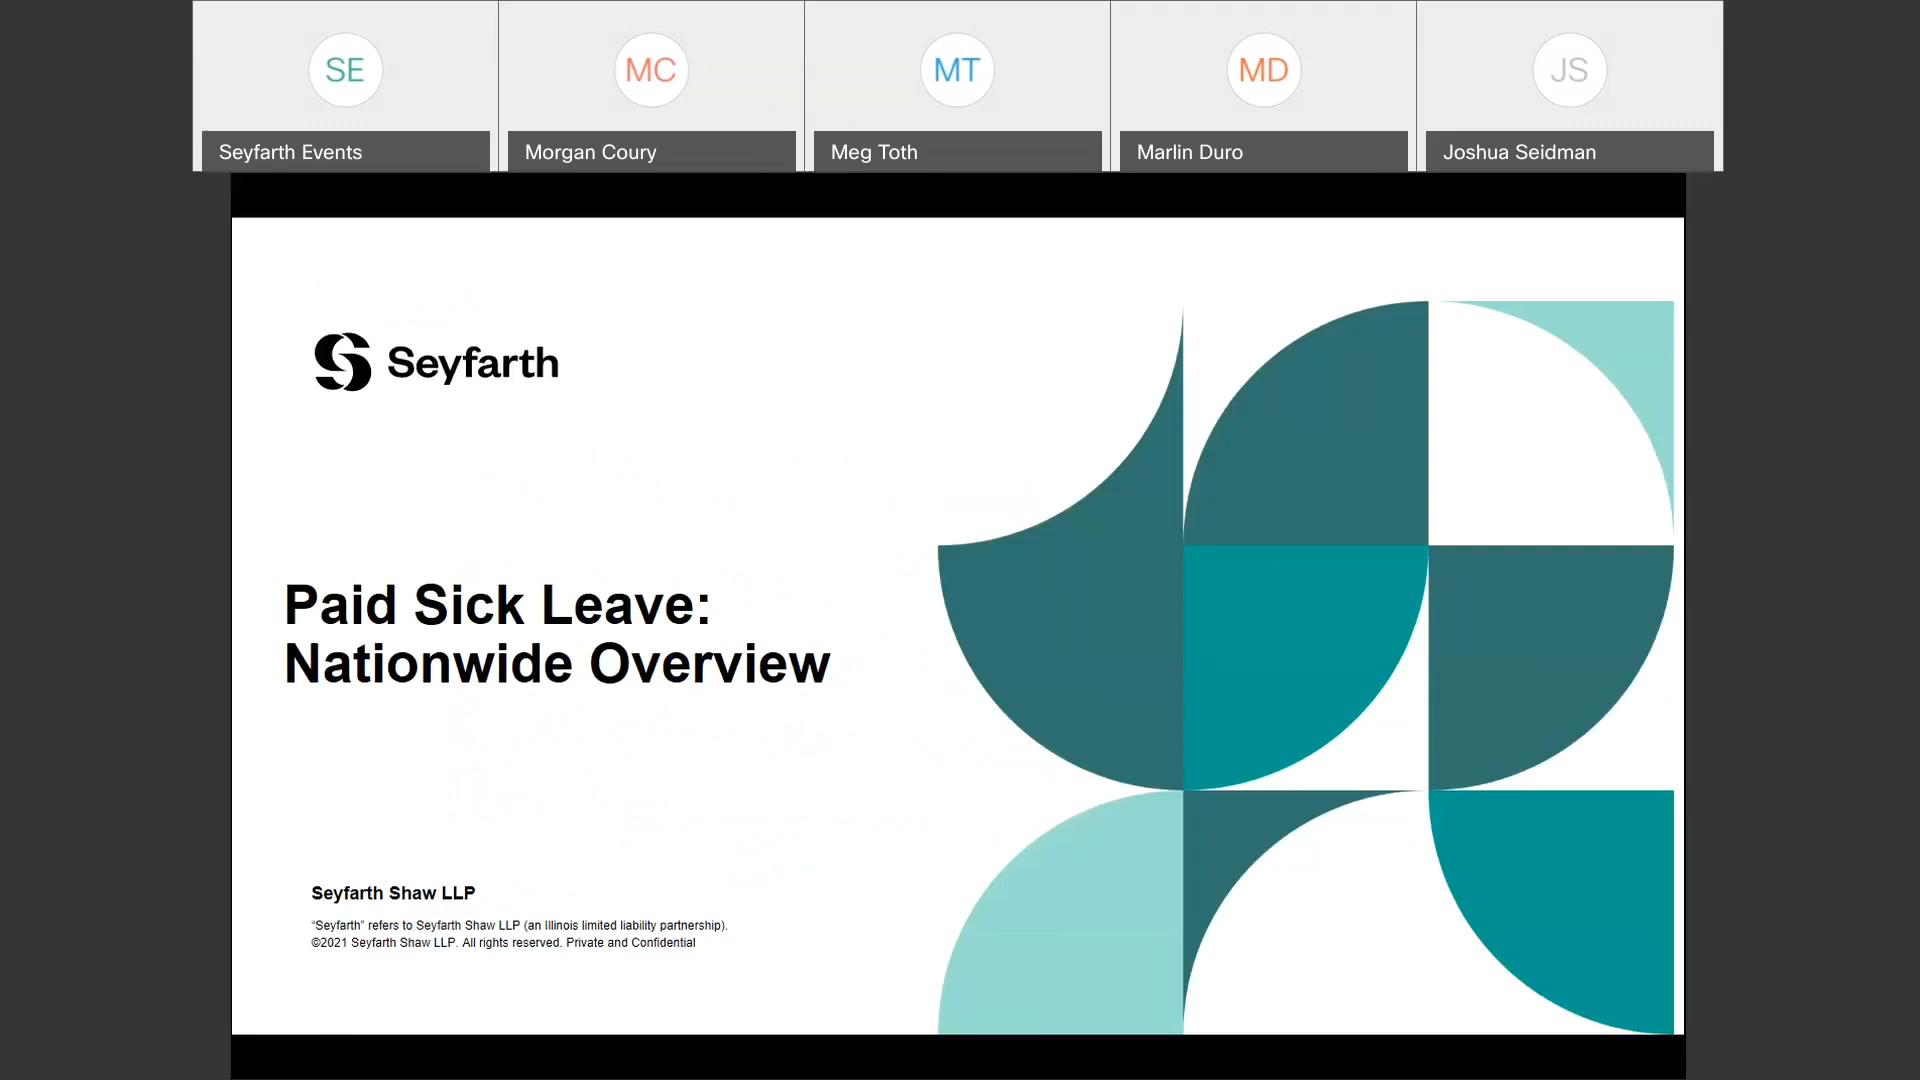 SE
MC
MT
MD
JS
Seyfarth Events
Morgan Coury
Meg Toth
Marlin Duro
Joshua Seidman
Seyfarth
Paid Sick Leave:
Nationwide Overview
Seyfarth Shaw LLP
“Seyfarth” refers to Seyfarth Shaw LLP (an Illinois limited liability partnership).
©2021 Seyfarth Shaw LLP. All rights reserved. Private and Confidential